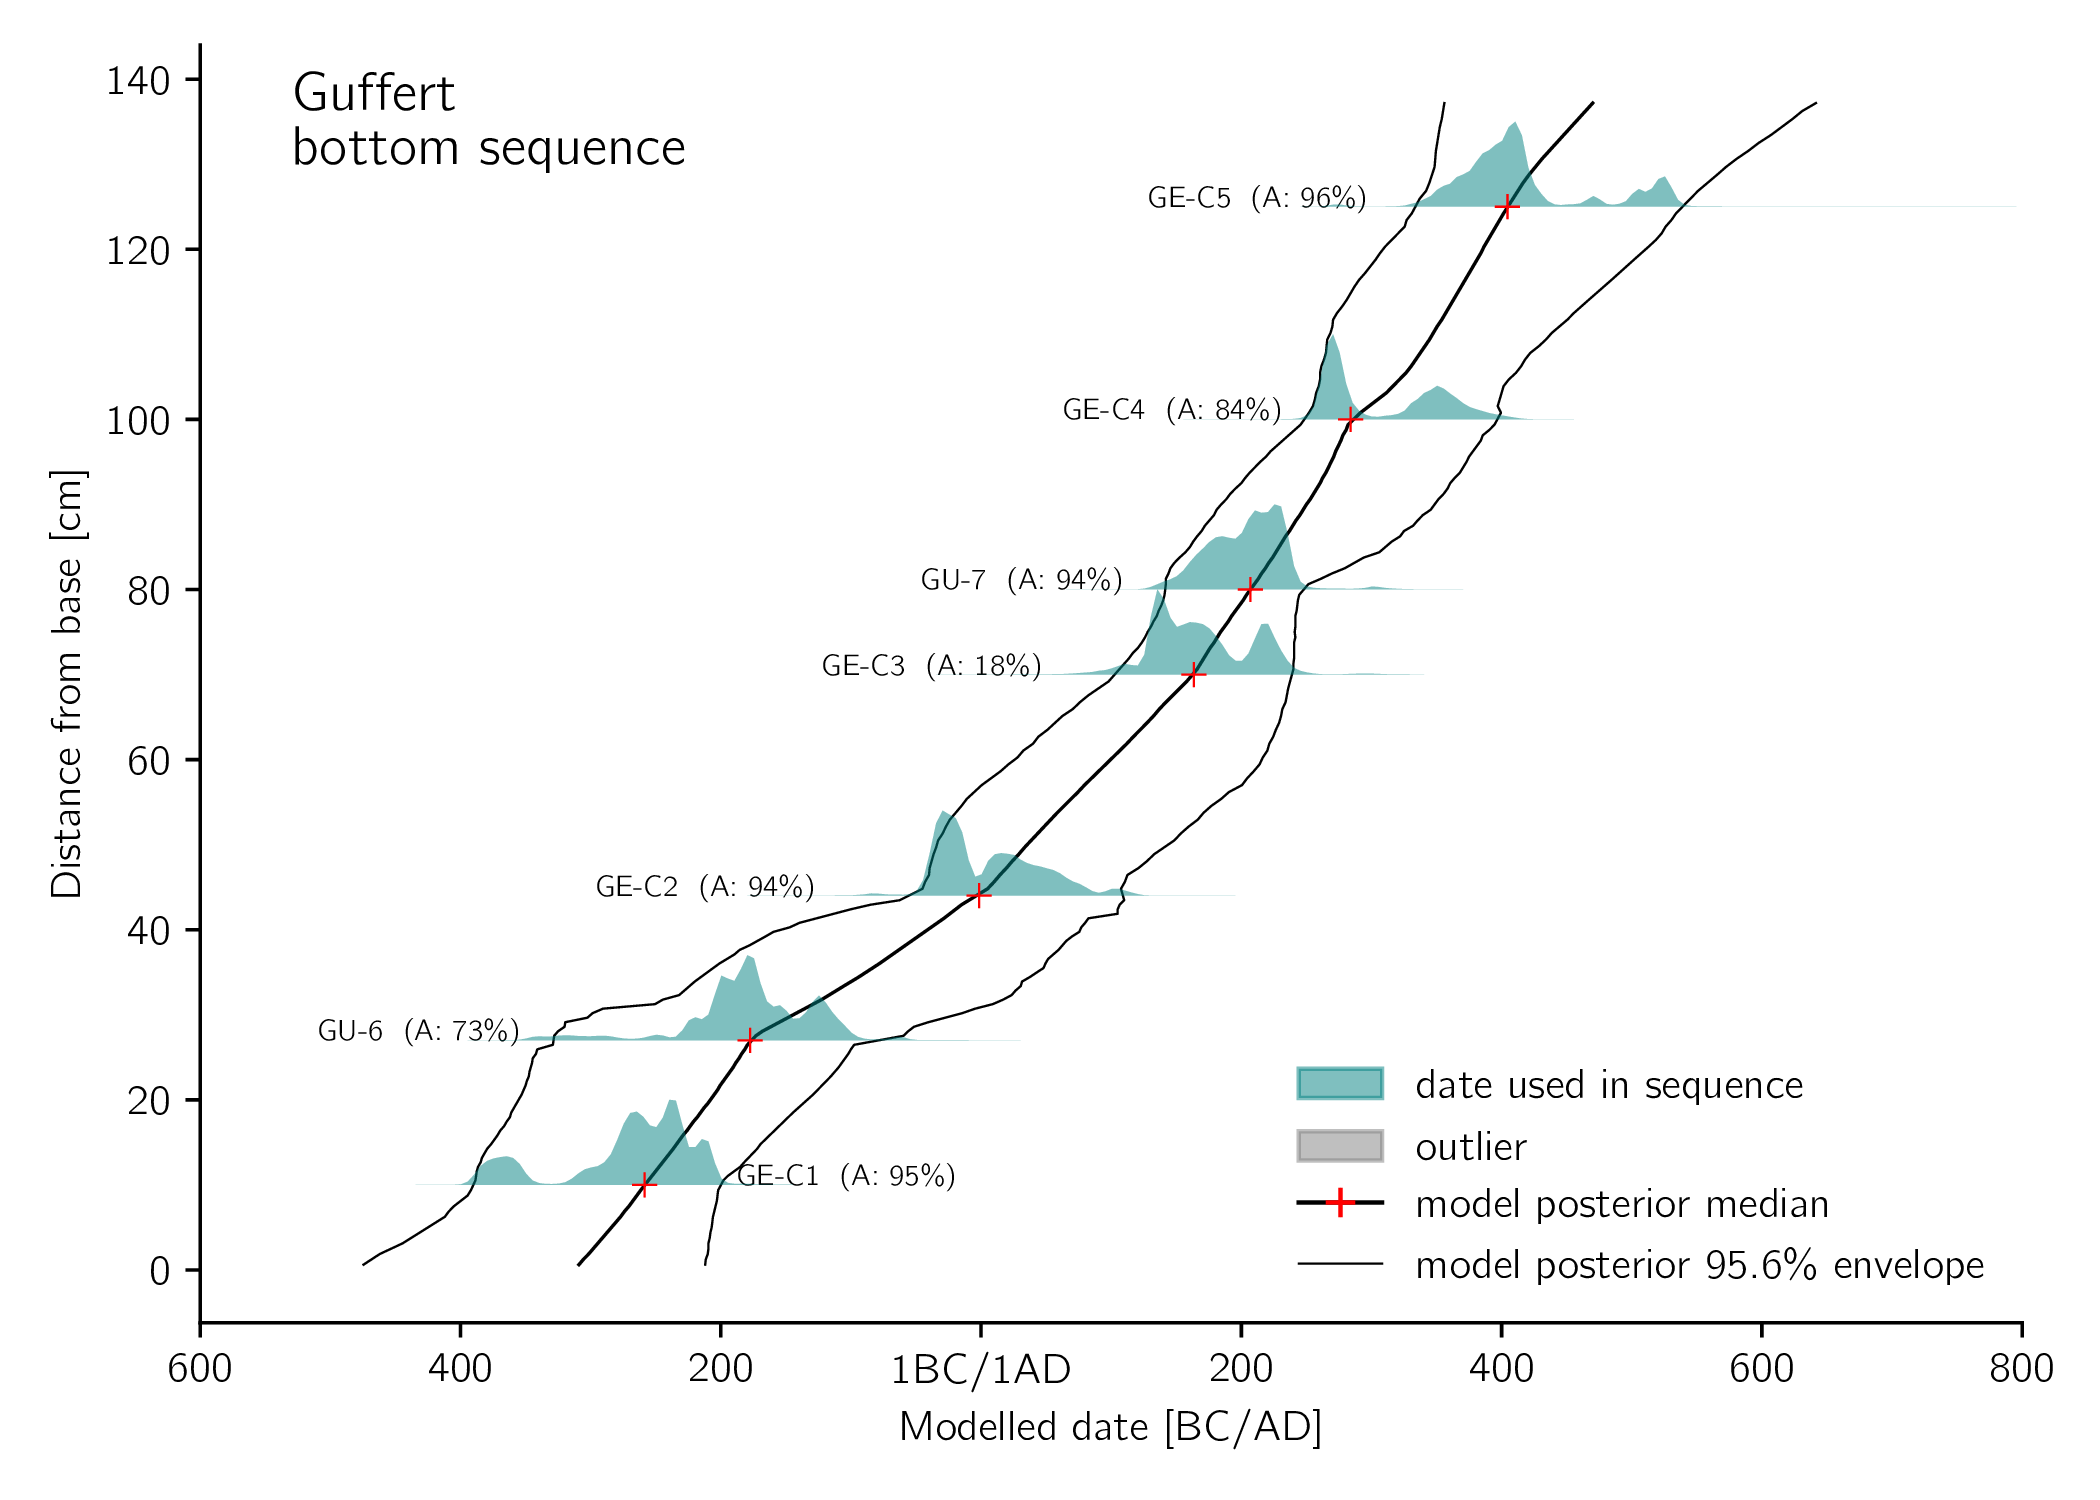 Guffert
bottom sequence
140
120
100
80
60
40
20
0
Distance from base [cm]
GE-C5 (A: 96%)
GE-C4 (A: 84%)
GU-7 (A: 94%)
GE-C3 (A: 18%)
GE-C2 (A: 94%)
GU-6 (A: 73%)
GE-C1 (A: 95%)
date used in sequence
outlier
model posterior median
model posterior 95.6% envelope
600 400 200 1BC/1AD 200 400 600 800
Modelled date [BC/AD]